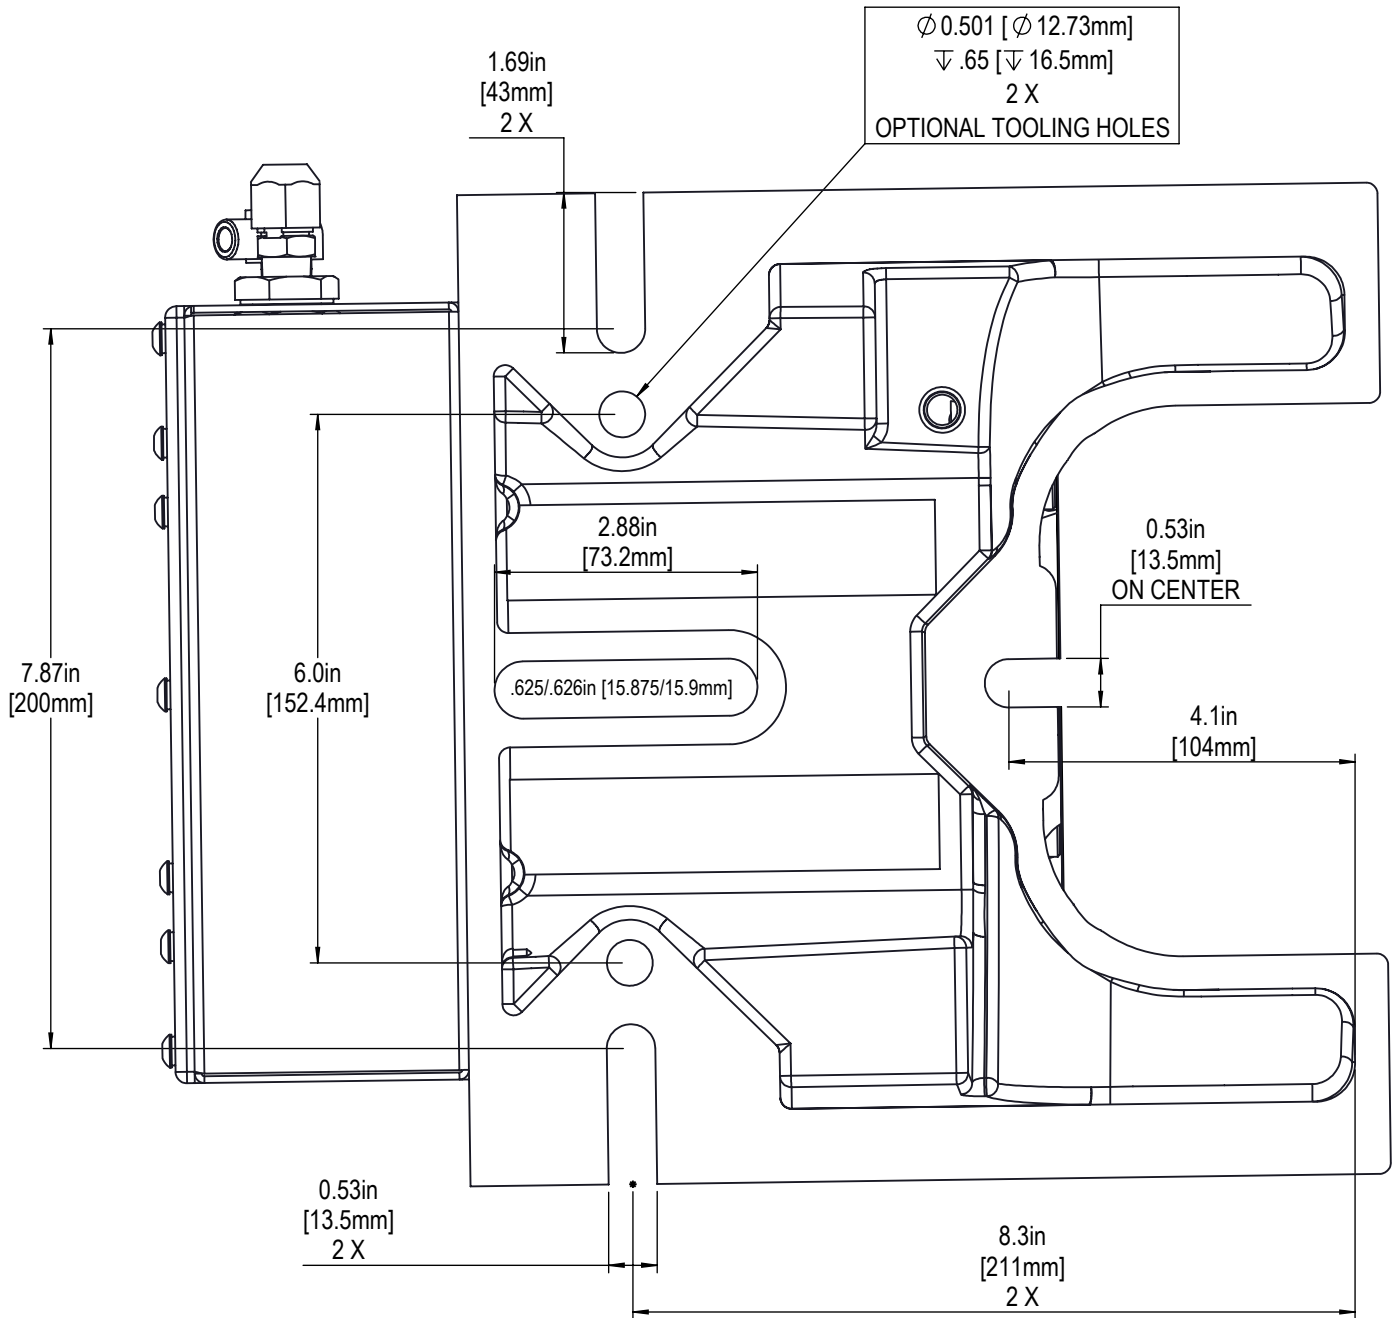 ∅ 0.501 [ ∅ 12.73mm]
↧ .65 [↧ 16.5mm]
2 X
OPTIONAL TOOLING HOLES
1.69in
[43mm]
2 X
2.88in
[73.2mm]
0.53in
[13.5mm]
ON CENTER
7.87in
[200mm]
6.0in
[152.4mm]
.625/.626in [15.875/15.9mm]
4.1in
[104mm]
0.53in
[13.5mm]
2 X
8.3in
[211mm]
2 X